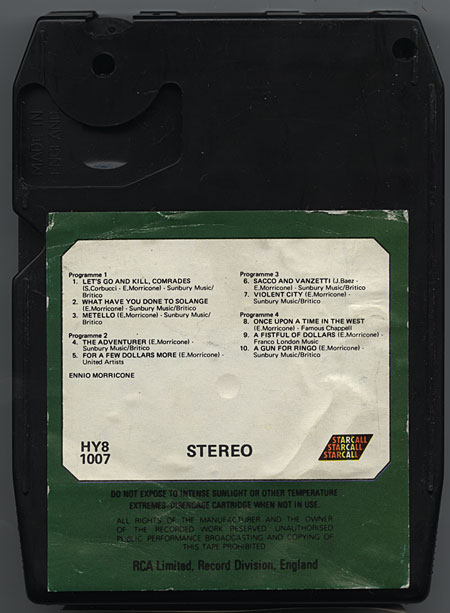 MADE IN
ENGLAND
Programme 1
1. LET'S GO AND KILL, COMRADES
(S.Corbucci - E.Morricone) - Sunbury Music/
Britico
2. WHAT HAVE YOU DONE TO SOLANGE
(E.Morricone) - Sunbury Music/Britico
3. METELLO (E.Morricone) - Sunbury Music/
Britico
Programme 2
4. THE ADVENTURER (E.Morricone) -
Sunbury Music/Britico
5. FOR A FEW DOLLARS MORE (E.Morricone) -
United Artists
ENNIO MORRICONE
Programme 3
6. SACCO AND VANZETTI (J.Baez -
E.Morricone) - Sunbury Music/Britico
7. VIOLENT CITY (E.Morricone) -
Sunbury Music/Britico
Programme 4
8. ONCE UPON A TIME IN THE WEST
(E.Morricone) - Famous Chappell
9. A FISTFUL OF DOLLARS (E.Morricone) -
Franco London Music
10. A GUN FOR RINGO (E.Morricone) -
Sunbury Music/Britico
HY8
1007
STEREO
STARCALL
STARCALL
STARCALL
DO NOT EXPOSE TO INTENSE SUNLIGHT OR OTHER TEMPERATURE
EXTREMES. DISENGAGE CARTRIDGE WHEN NOT IN USE.
ALL RIGHTS OF THE MANUFACTURER AND THE OWNER
OF THE RECORDED WORK RESERVED. UNAUTHORISED
PUBLIC PERFORMANCE BROADCASTING AND COPYING OF
THIS TAPE PROHIBITED.
RCA Limited, Record Division, England